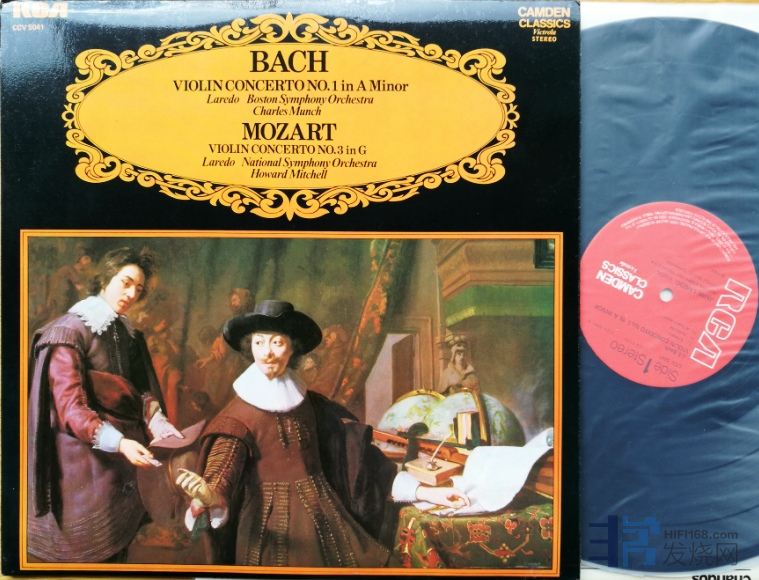 RCA
CCV 5041
CAMDEN
CLASSICS
Victrola
STEREO
BACH
VIOLIN CONCERTO NO. 1 in A Minor
Laredo Boston Symphony Orchestra
Charles Munch
MOZART
VIOLIN CONCERTO NO. 3 in G
Laredo National Symphony Orchestra
Howard Mitchell
RCA
CAMDEN
CLASSICS
Victrola
Side 1 Stereo
HIFI168.com
发烧网